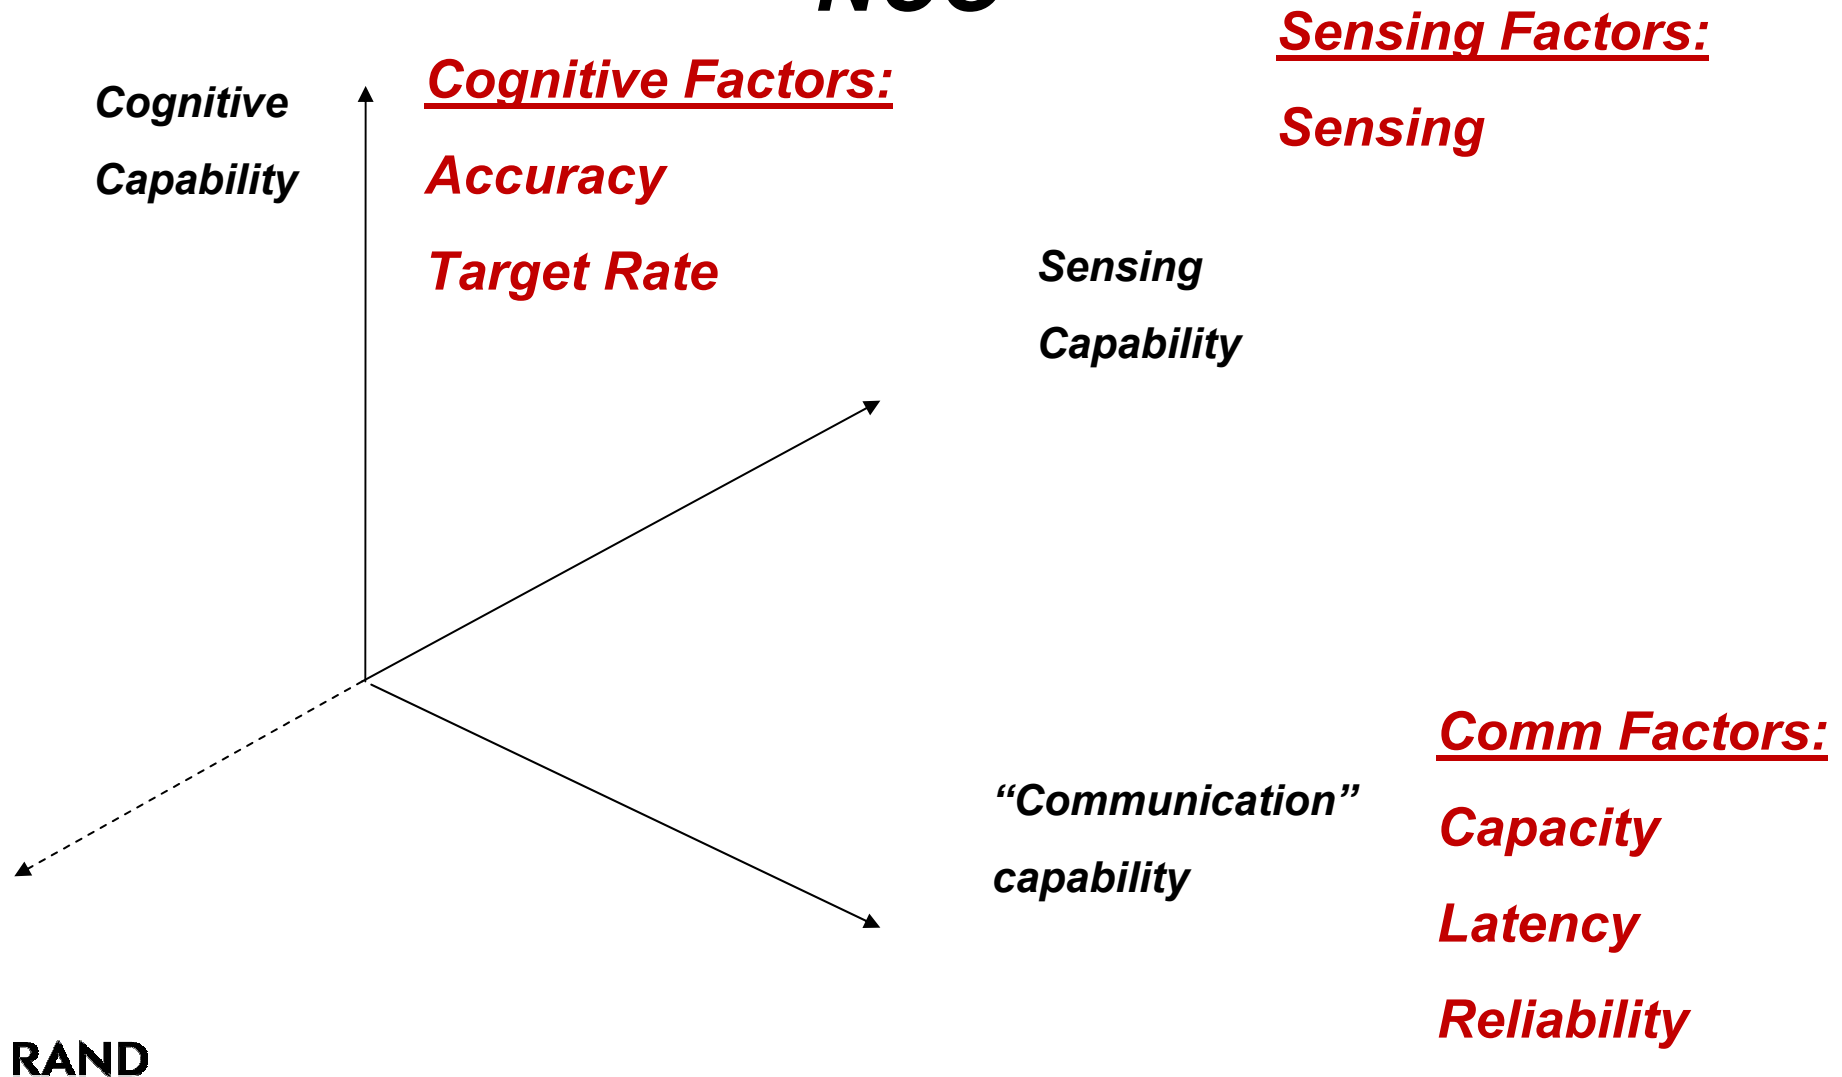 Cognitive
Capability
Cognitive Factors:
Accuracy
Target Rate
Sensing Factors:
Sensing
Sensing
Capability
“Communication”
capability
Comm Factors:
Capacity
Latency
Reliability
RAND